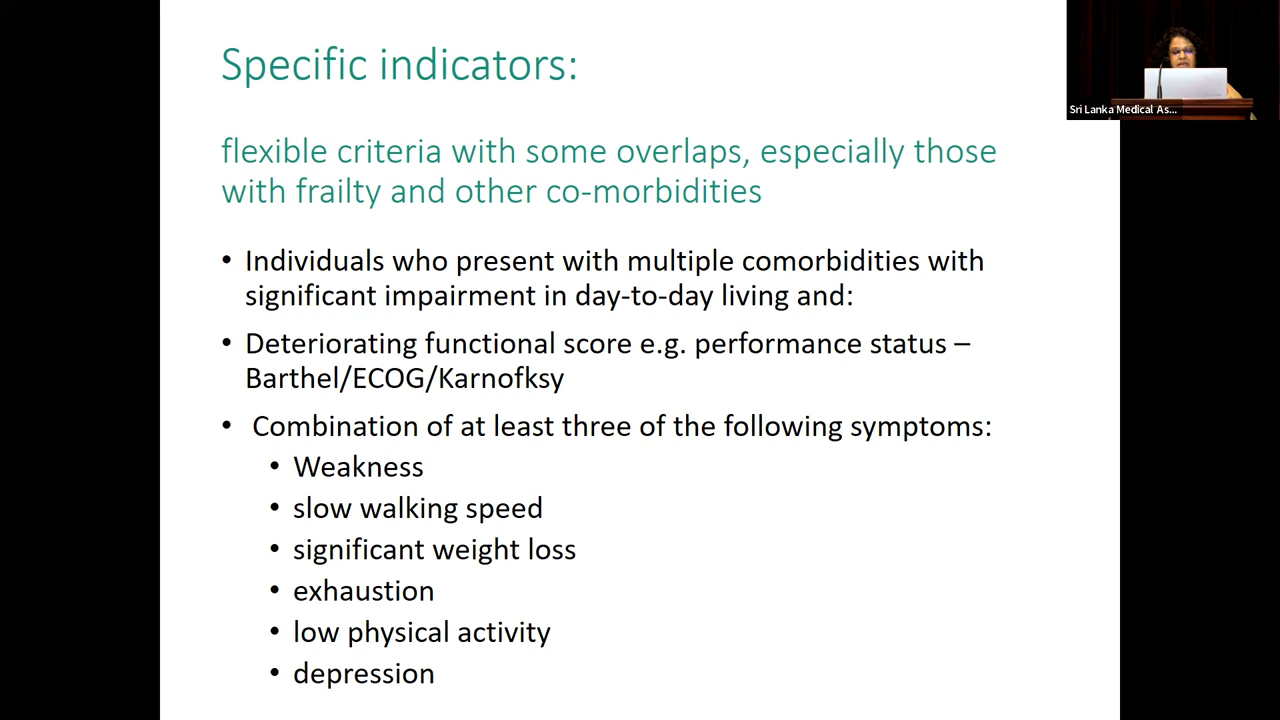 Specific indicators:
flexible criteria with some overlaps, especially those
with frailty and other co-morbidities
• Individuals who present with multiple comorbidities with
significant impairment in day-to-day living and:
• Deteriorating functional score e.g. performance status –
Barthel/ECOG/Karnofksy
• Combination of at least three of the following symptoms:
• Weakness
• slow walking speed
• significant weight loss
• exhaustion
• low physical activity
• depression
Sri Lanka Medical As...